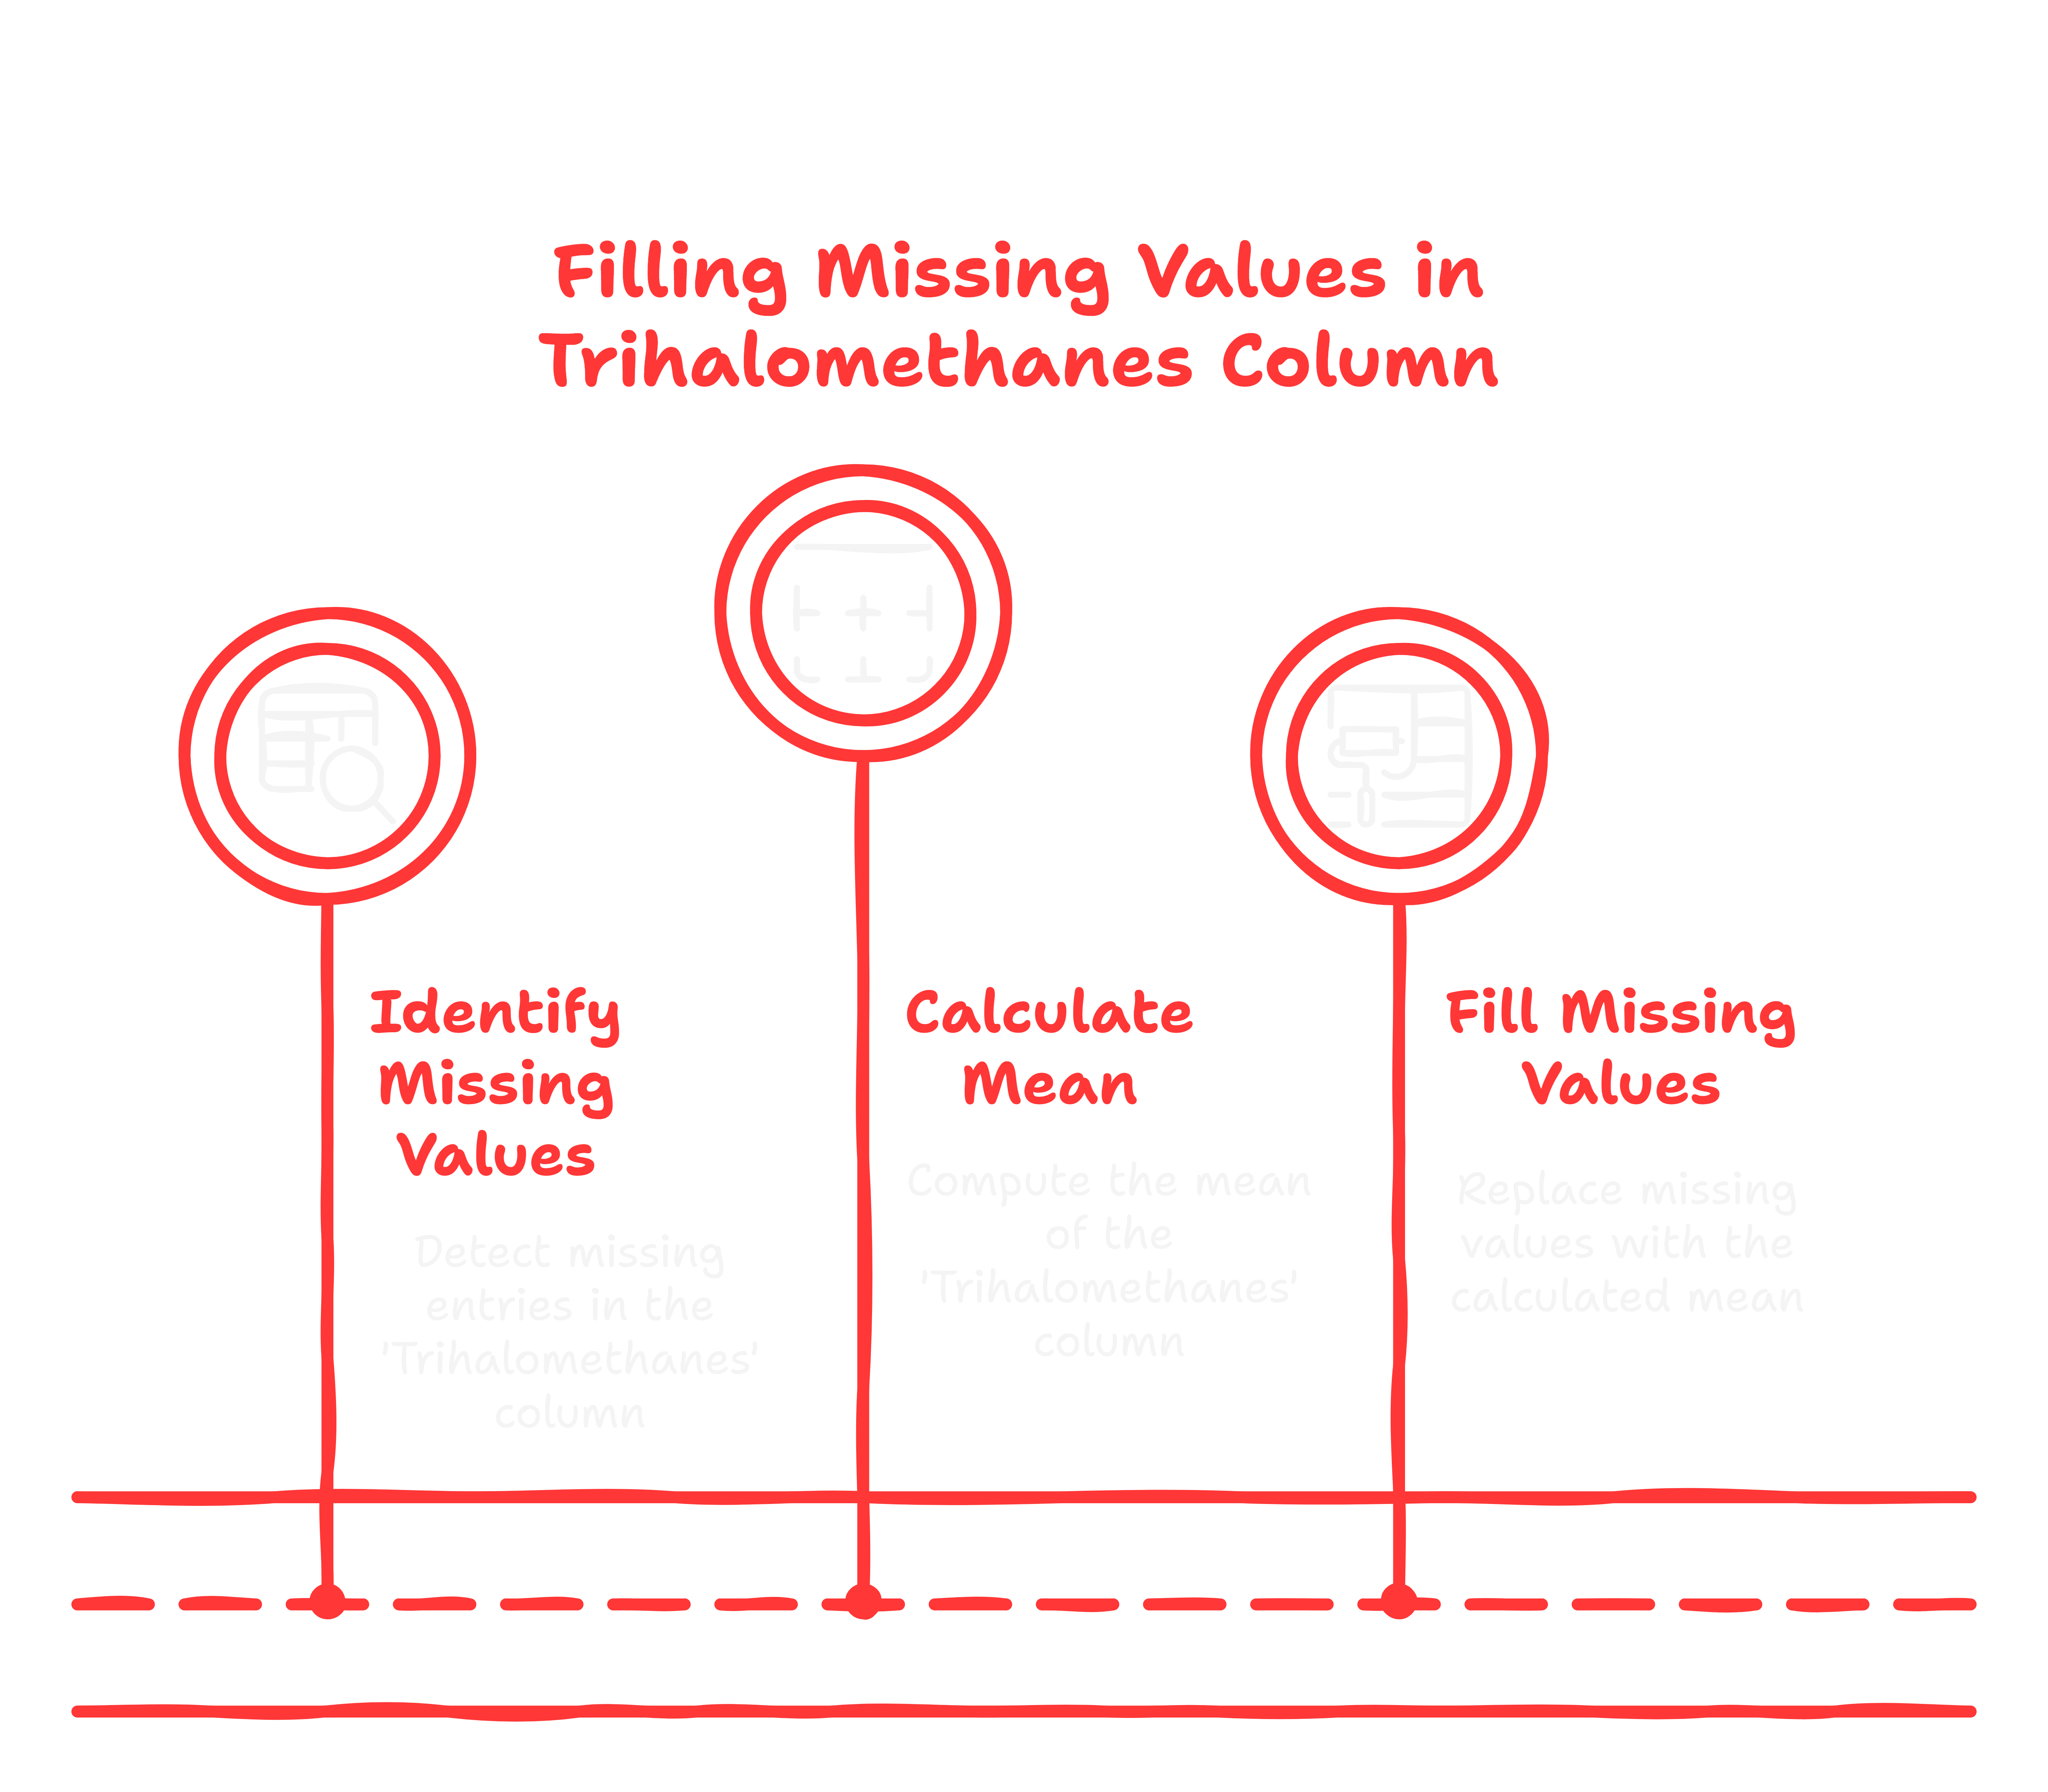 Filling Missing Values in
Trihalomethanes Column
Identify
Missing
Values
Detect missing
entries in the
'Trihalomethanes'
column
Calculate
Mean
Compute the mean
of the
'Trihalomethanes'
column
Fill Missing
Values
Replace missing
values with the
calculated mean